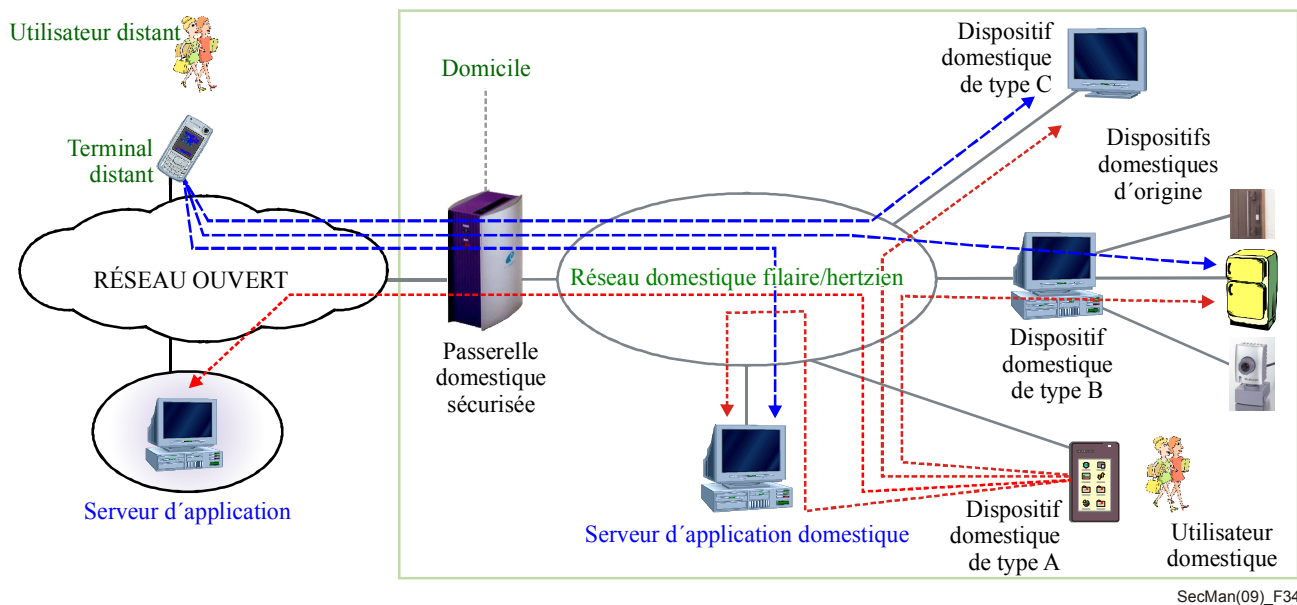 Utilisateur distant
Terminal
distant
RÉSEAU OUVERT
Serveur d´application
Domicile
Passerelle
domestique
sécurisée
Réseau domestique filaire/hertzien
Serveur d´application domestique
Dispositif
domestique
de type C
Dispositifs
domestiques
d´origine
Dispositif
domestique
de type B
Dispositif
domestique
de type A
Utilisateur
domestique
SecMan(09)_F34